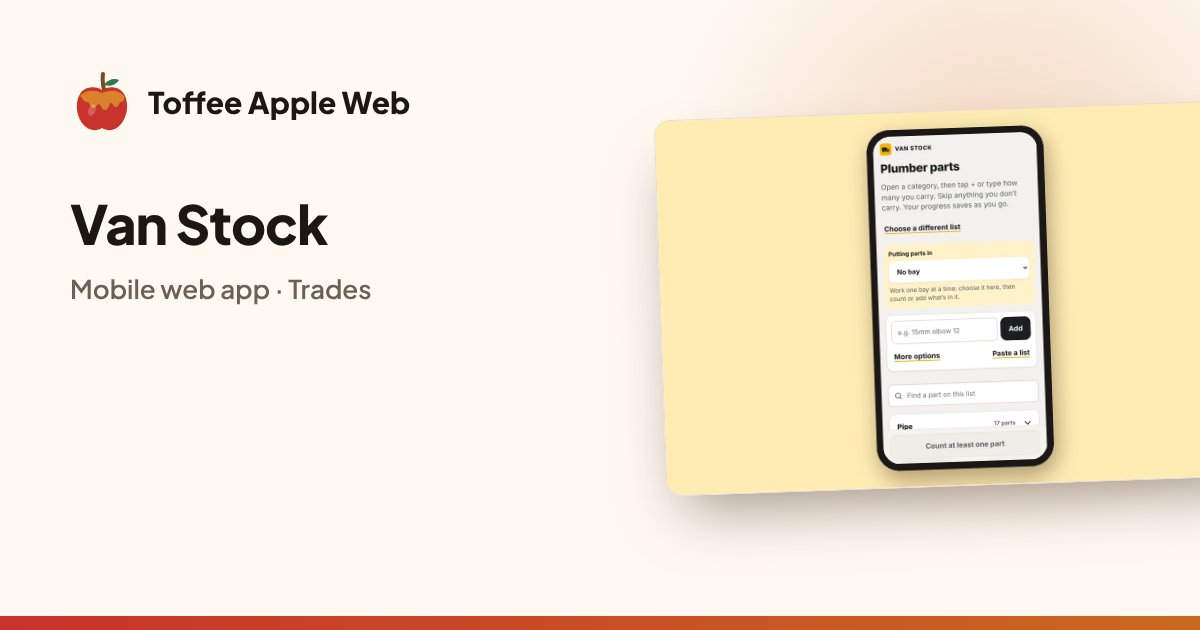 Toffee Apple Web
Van Stock
Mobile web app · Trades
VAN STOCK
Plumber parts
Open a category, then tap + or type how
many you carry. Skip anything you don't
carry. Your progress saves as you go.
Choose a different list
Putting parts in
No bay
Work one bay at a time: choose it here, then
count or add what's in it.
e.g. 15mm elbow 12
Add
More options
Paste a list
Find a part on this list
Pipe
17 parts
Count at least one part